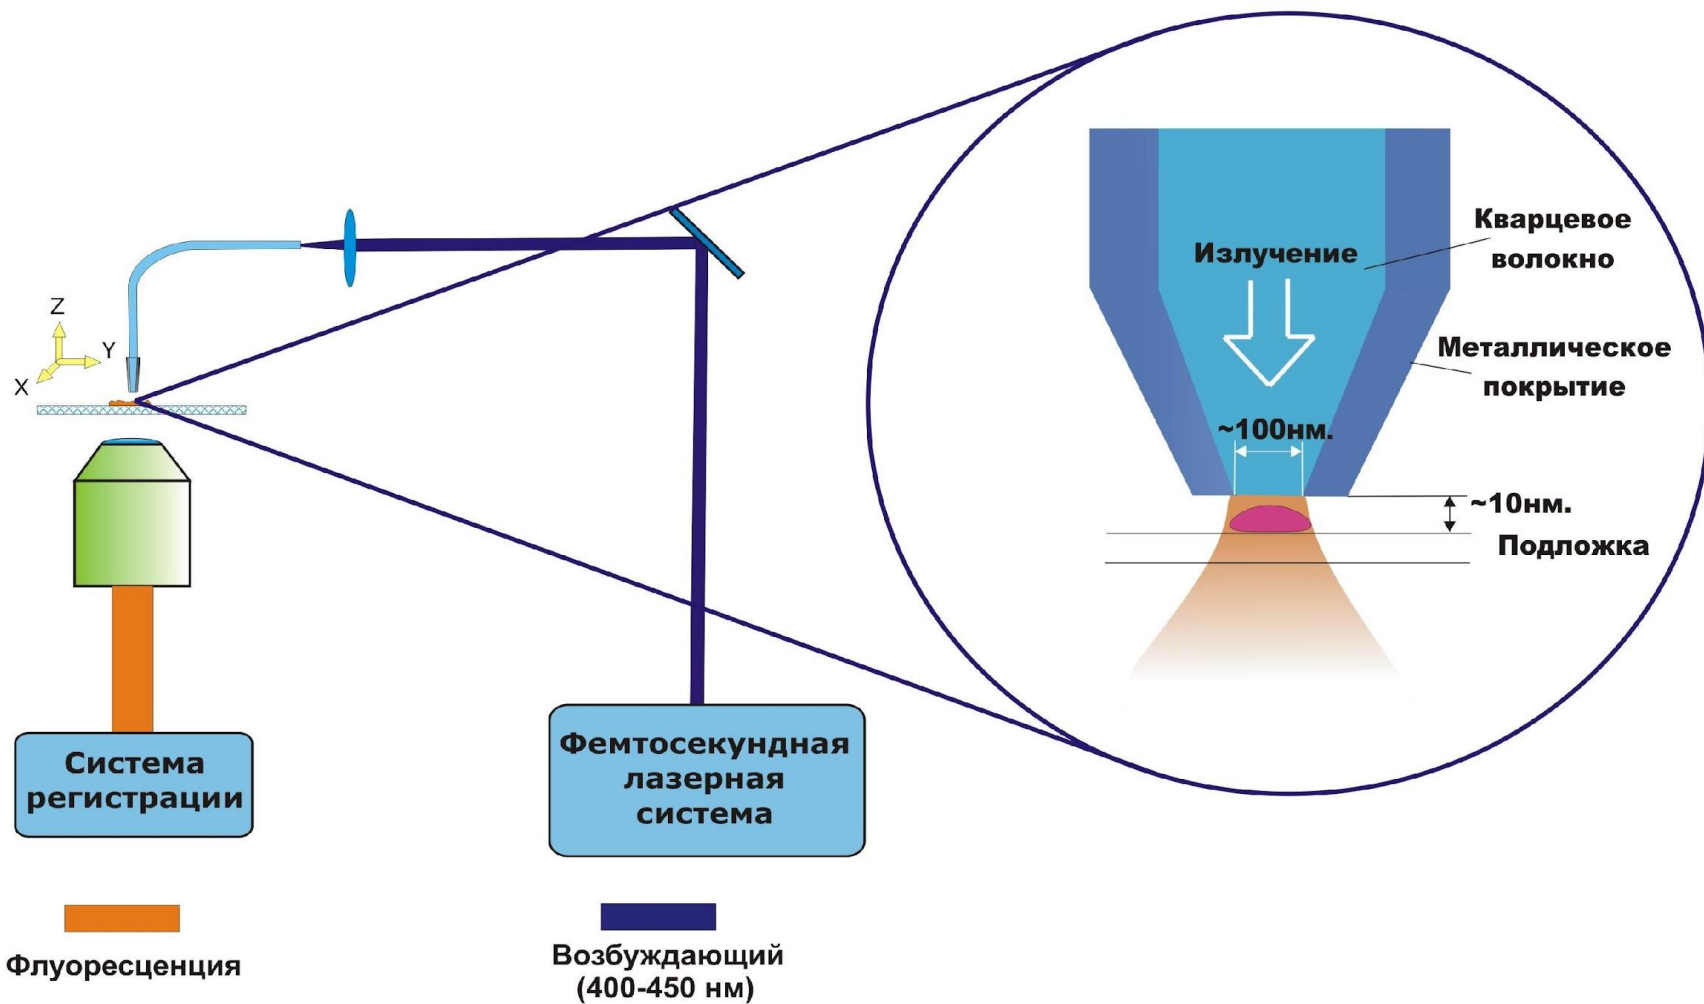 Z
Y
X
Излучение
Кварцевое
волокно
Металлическое
покрытие
~100нм.
~10нм.
Подложка
Система
регистрации
Фемтосекундная
лазерная
система
Флуоресценция
Возбуждающий
(400-450 нм)